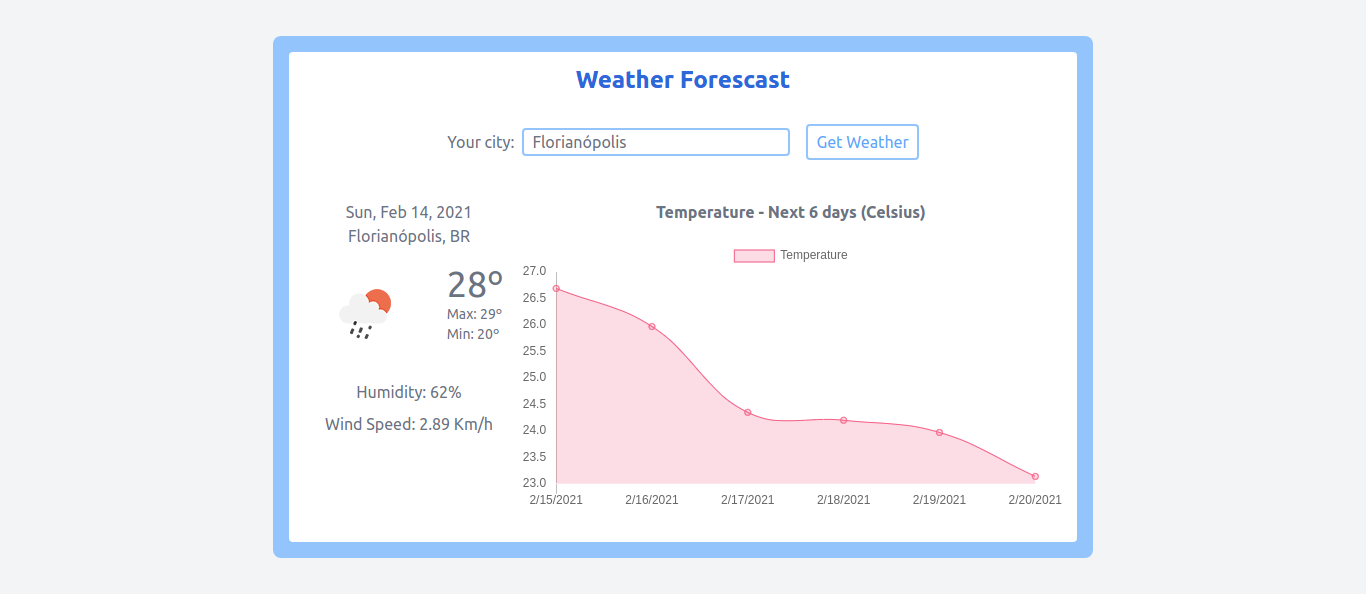 Weather Forescast
Your city: Florianópolis Get Weather
Sun, Feb 14, 2021
Florianópolis, BR
28º
Max: 29º
Min: 20º
Humidity: 62%
Wind Speed: 2.89 Km/h
Temperature - Next 6 days (Celsius)
Temperature
27.0
26.5
26.0
25.5
25.0
24.5
24.0
23.5
23.0
2/15/2021 2/16/2021 2/17/2021 2/18/2021 2/19/2021 2/20/2021